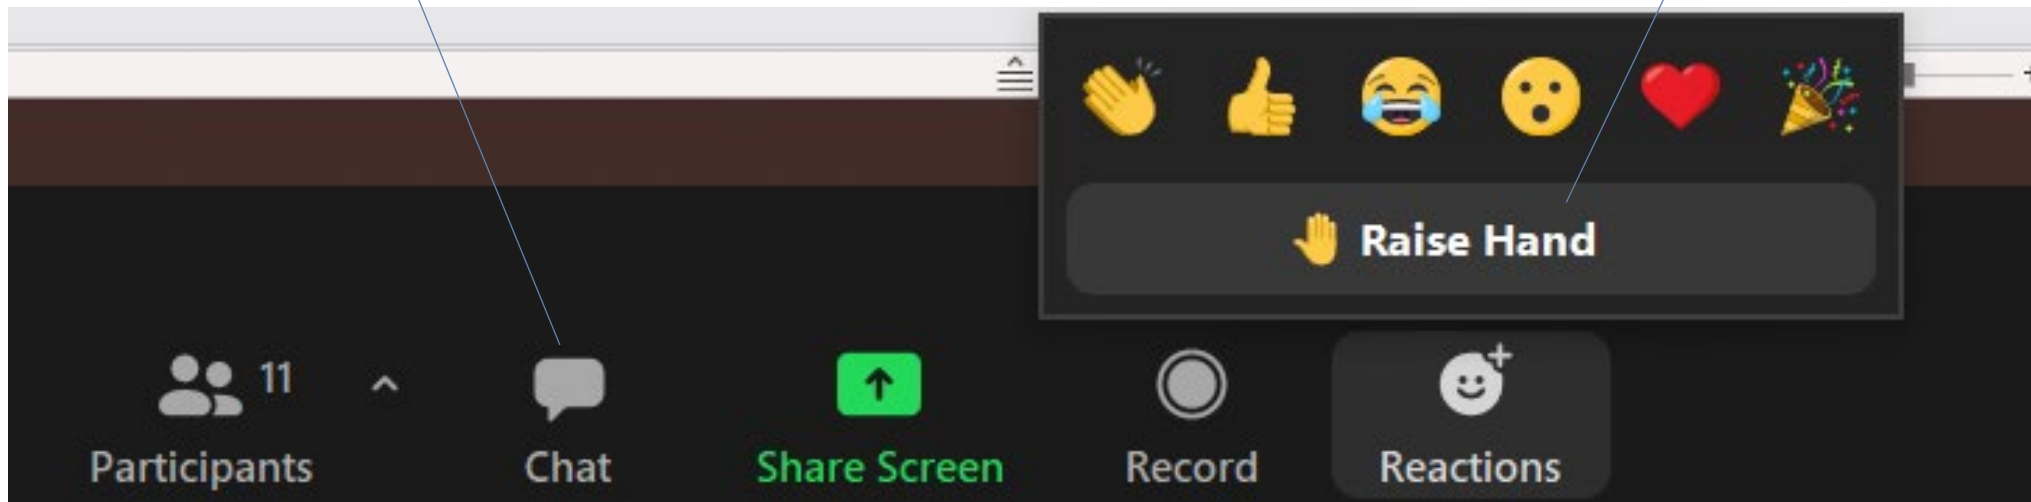 Raise Hand
11
Participants
Chat
Share Screen
Record
Reactions